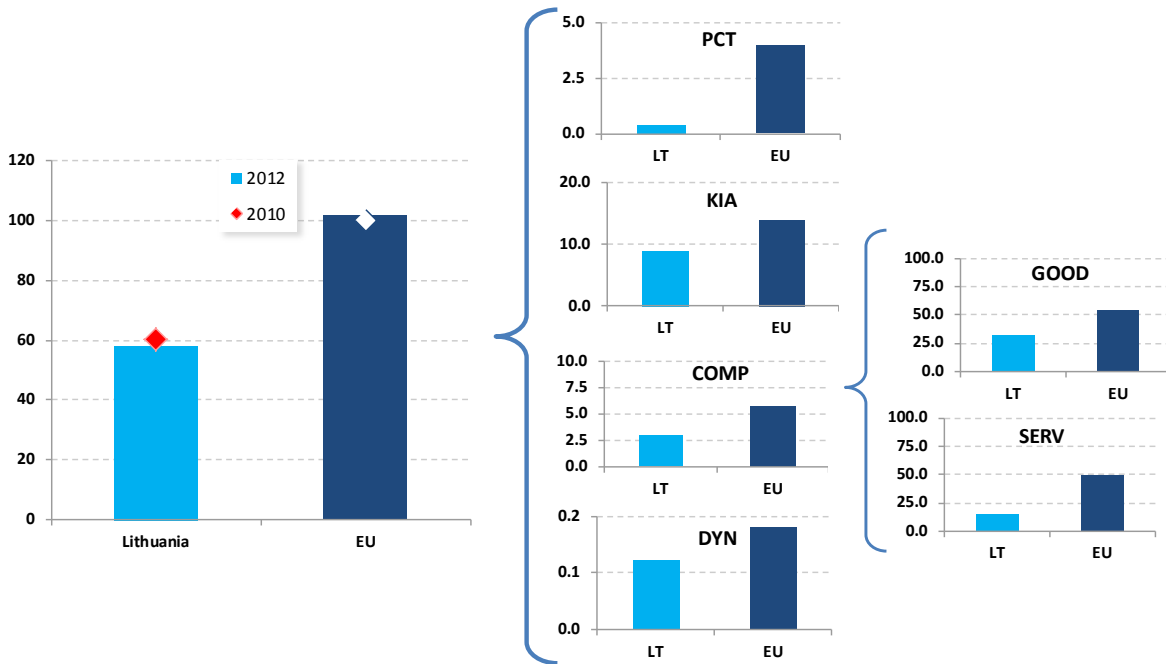 120
100
80
60
40
20
0
2012
2010
Lithuania EU
5.0
2.5
0.0
PCT
LT EU
20.0
10.0
0.0
KIA
LT EU
10.0
7.5
5.0
2.5
0.0
COMP
LT EU
0.2
0.1
0.0
DYN
LT EU
100.0
75.0
50.0
25.0
0.0
GOOD
LT EU
100.0
75.0
50.0
25.0
0.0
SERV
LT EU